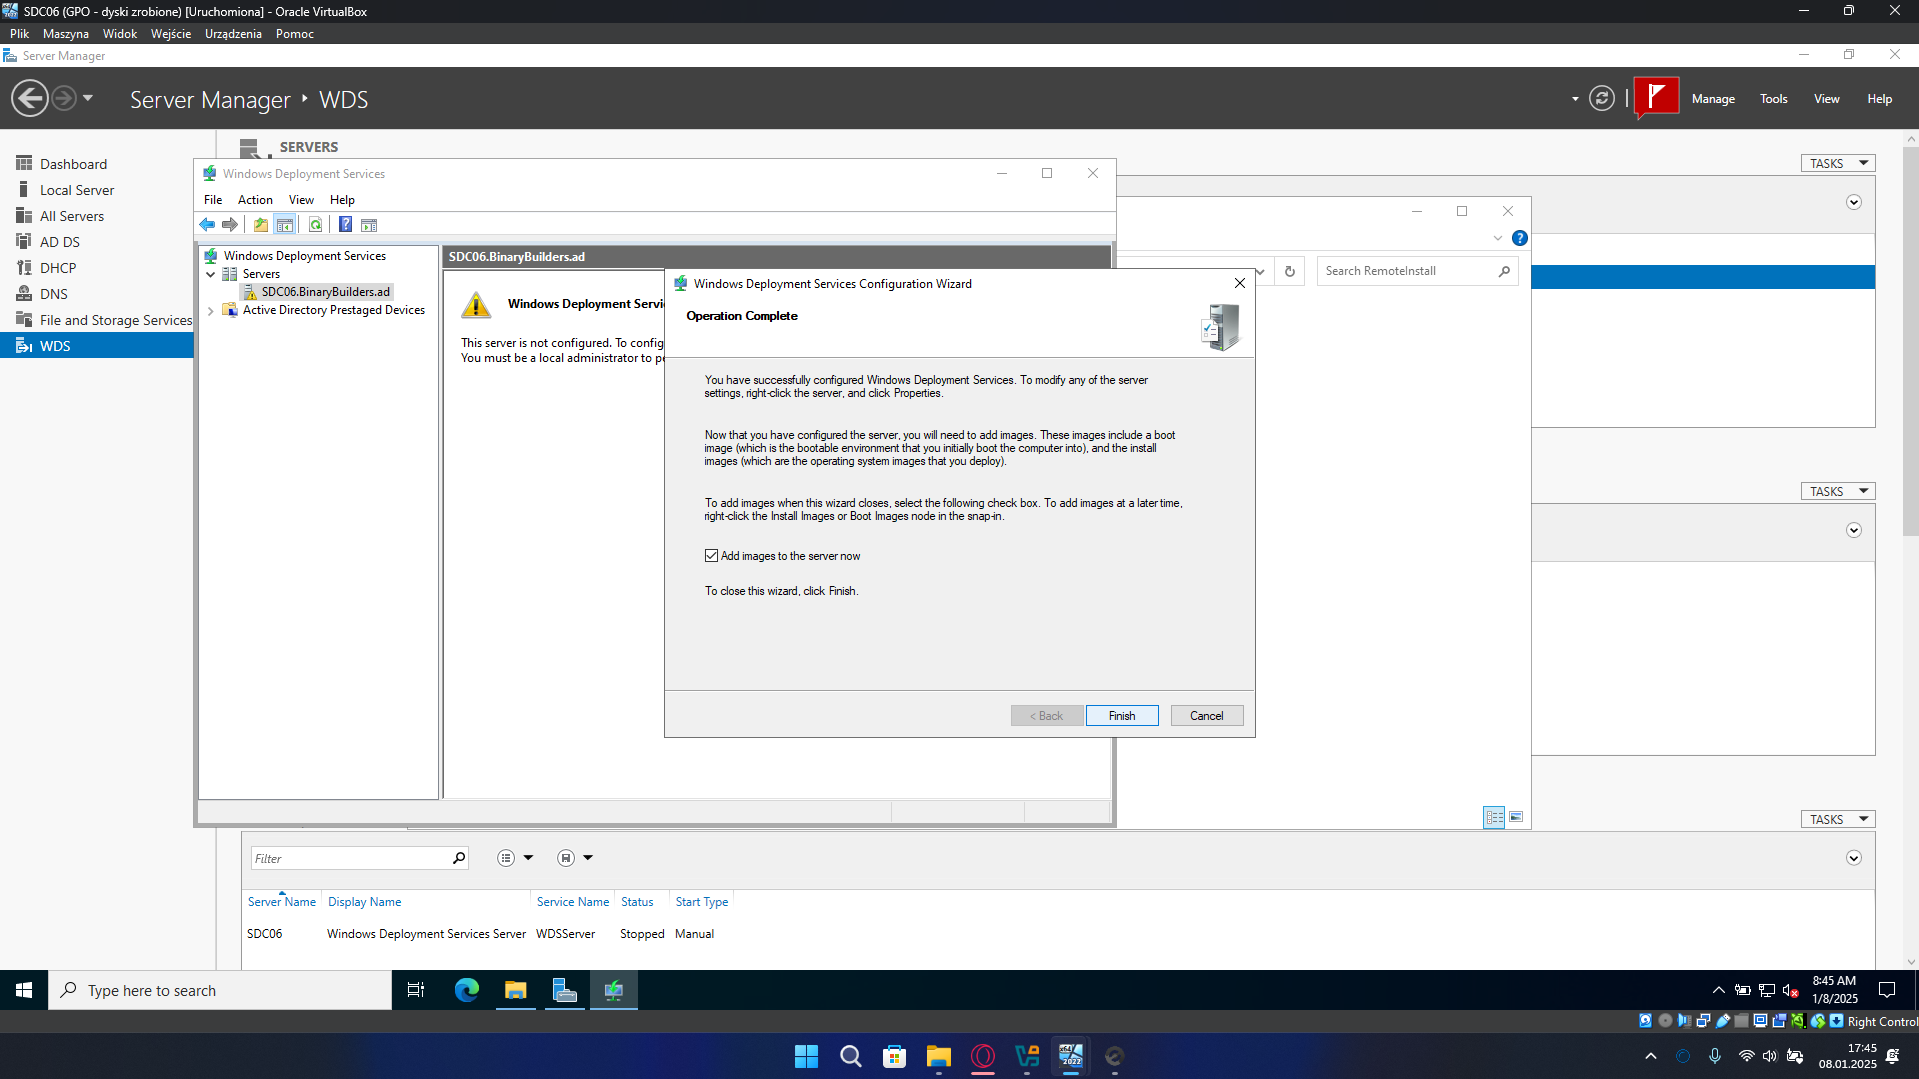 SDC06 (GPO - dyski zrobione) [Uruchomiona] - Oracle VirtualBox
Plik Maszyna Widok Wejście Urządzenia Pomoc
Server Manager
Server Manager ‣ WDS
Manage Tools View Help
Dashboard
Local Server
All Servers
AD DS
DHCP
DNS
File and Storage Services
WDS
SERVERS
TASKS
Windows Deployment Services
File Action View Help
Windows Deployment Services
Servers
SDC06.BinaryBuilders.ad
Active Directory Prestaged Devices
SDC06.BinaryBuilders.ad
Windows Deployment Servi
This server is not configured. To config
You must be a local administrator to pe
Search RemoteInstall
Windows Deployment Services Configuration Wizard
Operation Complete
You have successfully configured Windows Deployment Services. To modify any of the server
settings, right-click the server, and click Properties.
Now that you have configured the server, you will need to add images. These images include a boot
image (which is the bootable environment that you initially boot the computer into), and the install
images (which are the operating system images that you deploy).
To add images when this wizard closes, select the following check box. To add images at a later time,
right-click the Install Images or Boot Images node in the snap-in.
Add images to the server now
To close this wizard, click Finish.
< Back Finish Cancel
TASKS
TASKS
Filter
Server Name Display Name Service Name Status Start Type
SDC06 Windows Deployment Services Server WDSServer Stopped Manual
Type here to search
8:45 AM
1/8/2025
Right Control
17:45
08.01.2025